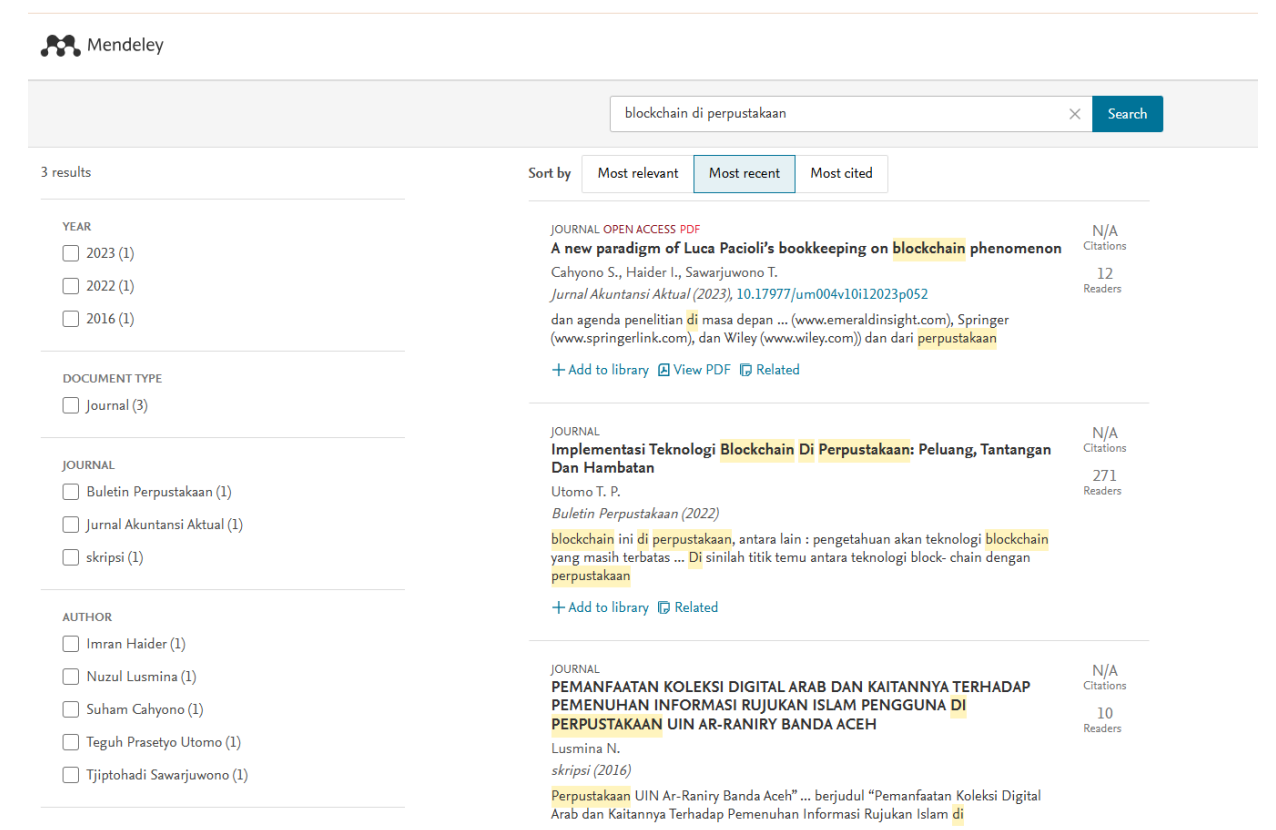 Mendeley
blockchain di perpustakaan
Search
3 results
Sort by
Most relevant
Most recent
Most cited
YEAR
2023 (1)
2022 (1)
2016 (1)
DOCUMENT TYPE
Journal (3)
JOURNAL
Buletin Perpustakaan (1)
Jurnal Akuntansi Aktual (1)
skripsi (1)
AUTHOR
Imran Haider (1)
Nuzul Lusmina (1)
Suham Cahyono (1)
Teguh Prasetyo Utomo (1)
Tjiptohadi Sawarjuwono (1)
JOURNAL OPEN ACCESS PDF
A new paradigm of Luca Pacioli’s bookkeeping on blockchain phenomenon
Cahyono S., Haider I., Sawarjuwono T.
Jurnal Akuntansi Aktual (2023), 10.17977/um004v10i12023p052
dan agenda penelitian di masa depan ... (www.emeraldinsight.com), Springer
(www.springerlink.com), dan Wiley (www.wiley.com)) dan dari perpustakaan
Add to library View PDF Related
N/A
Citations
12
Readers
JOURNAL
Implementasi Teknologi Blockchain Di Perpustakaan: Peluang, Tantangan
Dan Hambatan
Utomo T. P.
Buletin Perpustakaan (2022)
blockchain ini di perpustakaan, antara lain : pengetahuan akan teknologi blockchain
yang masih terbatas ... Di sinilah titik temu antara teknologi block- chain dengan
perpustakaan
Add to library Related
N/A
Citations
271
Readers
JOURNAL
PEMANFAATAN KOLEKSI DIGITAL ARAB DAN KAITANNYA TERHADAP
PEMENUHAN INFORMASI RUJUKAN ISLAM PENGGUNA DI
PERPUSTAKAAN UIN AR-RANIRY BANDA ACEH
Lusmina N.
skripsi (2016)
Perpustakaan UIN Ar-Raniry Banda Aceh” ... berjudul “Pemanfaatan Koleksi Digital
Arab dan Kaitannya Terhadap Pemenuhan Informasi Rujukan Islam di
N/A
Citations
10
Readers